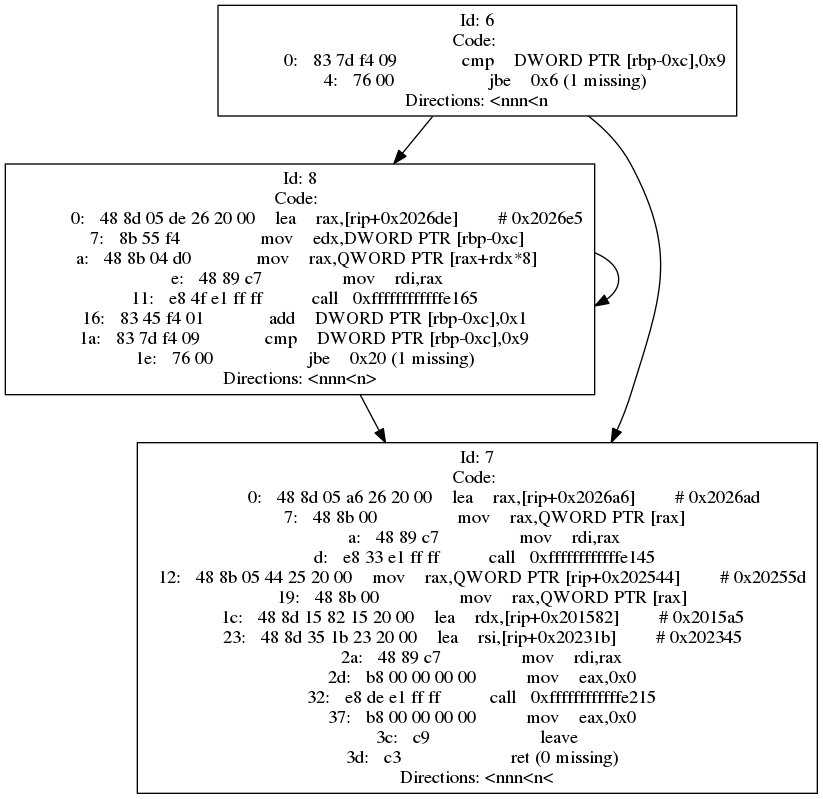 Id: 6
Code:
0: 83 7d f4 09 cmp DWORD PTR [rbp-0xc],0x9
4: 76 00 jbe 0x6 (1 missing)
Directions: <nnn<n
Id: 8
Code:
0: 48 8d 05 de 26 20 00 lea rax,[rip+0x2026de] # 0x2026e5
7: 8b 55 f4 mov edx,DWORD PTR [rbp-0xc]
a: 48 8b 04 d0 mov rax,QWORD PTR [rax+rdx*8]
e: 48 89 c7 mov rdi,rax
11: e8 4f e1 ff ff call 0xffffffffffffe165
16: 83 45 f4 01 add DWORD PTR [rbp-0xc],0x1
1a: 83 7d f4 09 cmp DWORD PTR [rbp-0xc],0x9
1e: 76 00 jbe 0x20 (1 missing)
Directions: <nnn<n>
Id: 7
Code:
0: 48 8d 05 a6 26 20 00 lea rax,[rip+0x2026a6] # 0x2026ad
7: 48 8b 00 mov rax,QWORD PTR [rax]
a: 48 89 c7 mov rdi,rax
d: e8 33 e1 ff ff call 0xffffffffffffe145
12: 48 8b 05 44 25 20 00 mov rax,QWORD PTR [rip+0x202544] # 0x20255d
19: 48 8b 00 mov rax,QWORD PTR [rax]
1c: 48 8d 15 82 15 20 00 lea rdx,[rip+0x201582] # 0x2015a5
23: 48 8d 35 1b 23 20 00 lea rsi,[rip+0x20231b] # 0x202345
2a: 48 89 c7 mov rdi,rax
2d: b8 00 00 00 00 mov eax,0x0
32: e8 de e1 ff ff call 0xffffffffffffe215
37: b8 00 00 00 00 mov eax,0x0
3c: c9 leave
3d: c3 ret (0 missing)
Directions: <nnn<n<